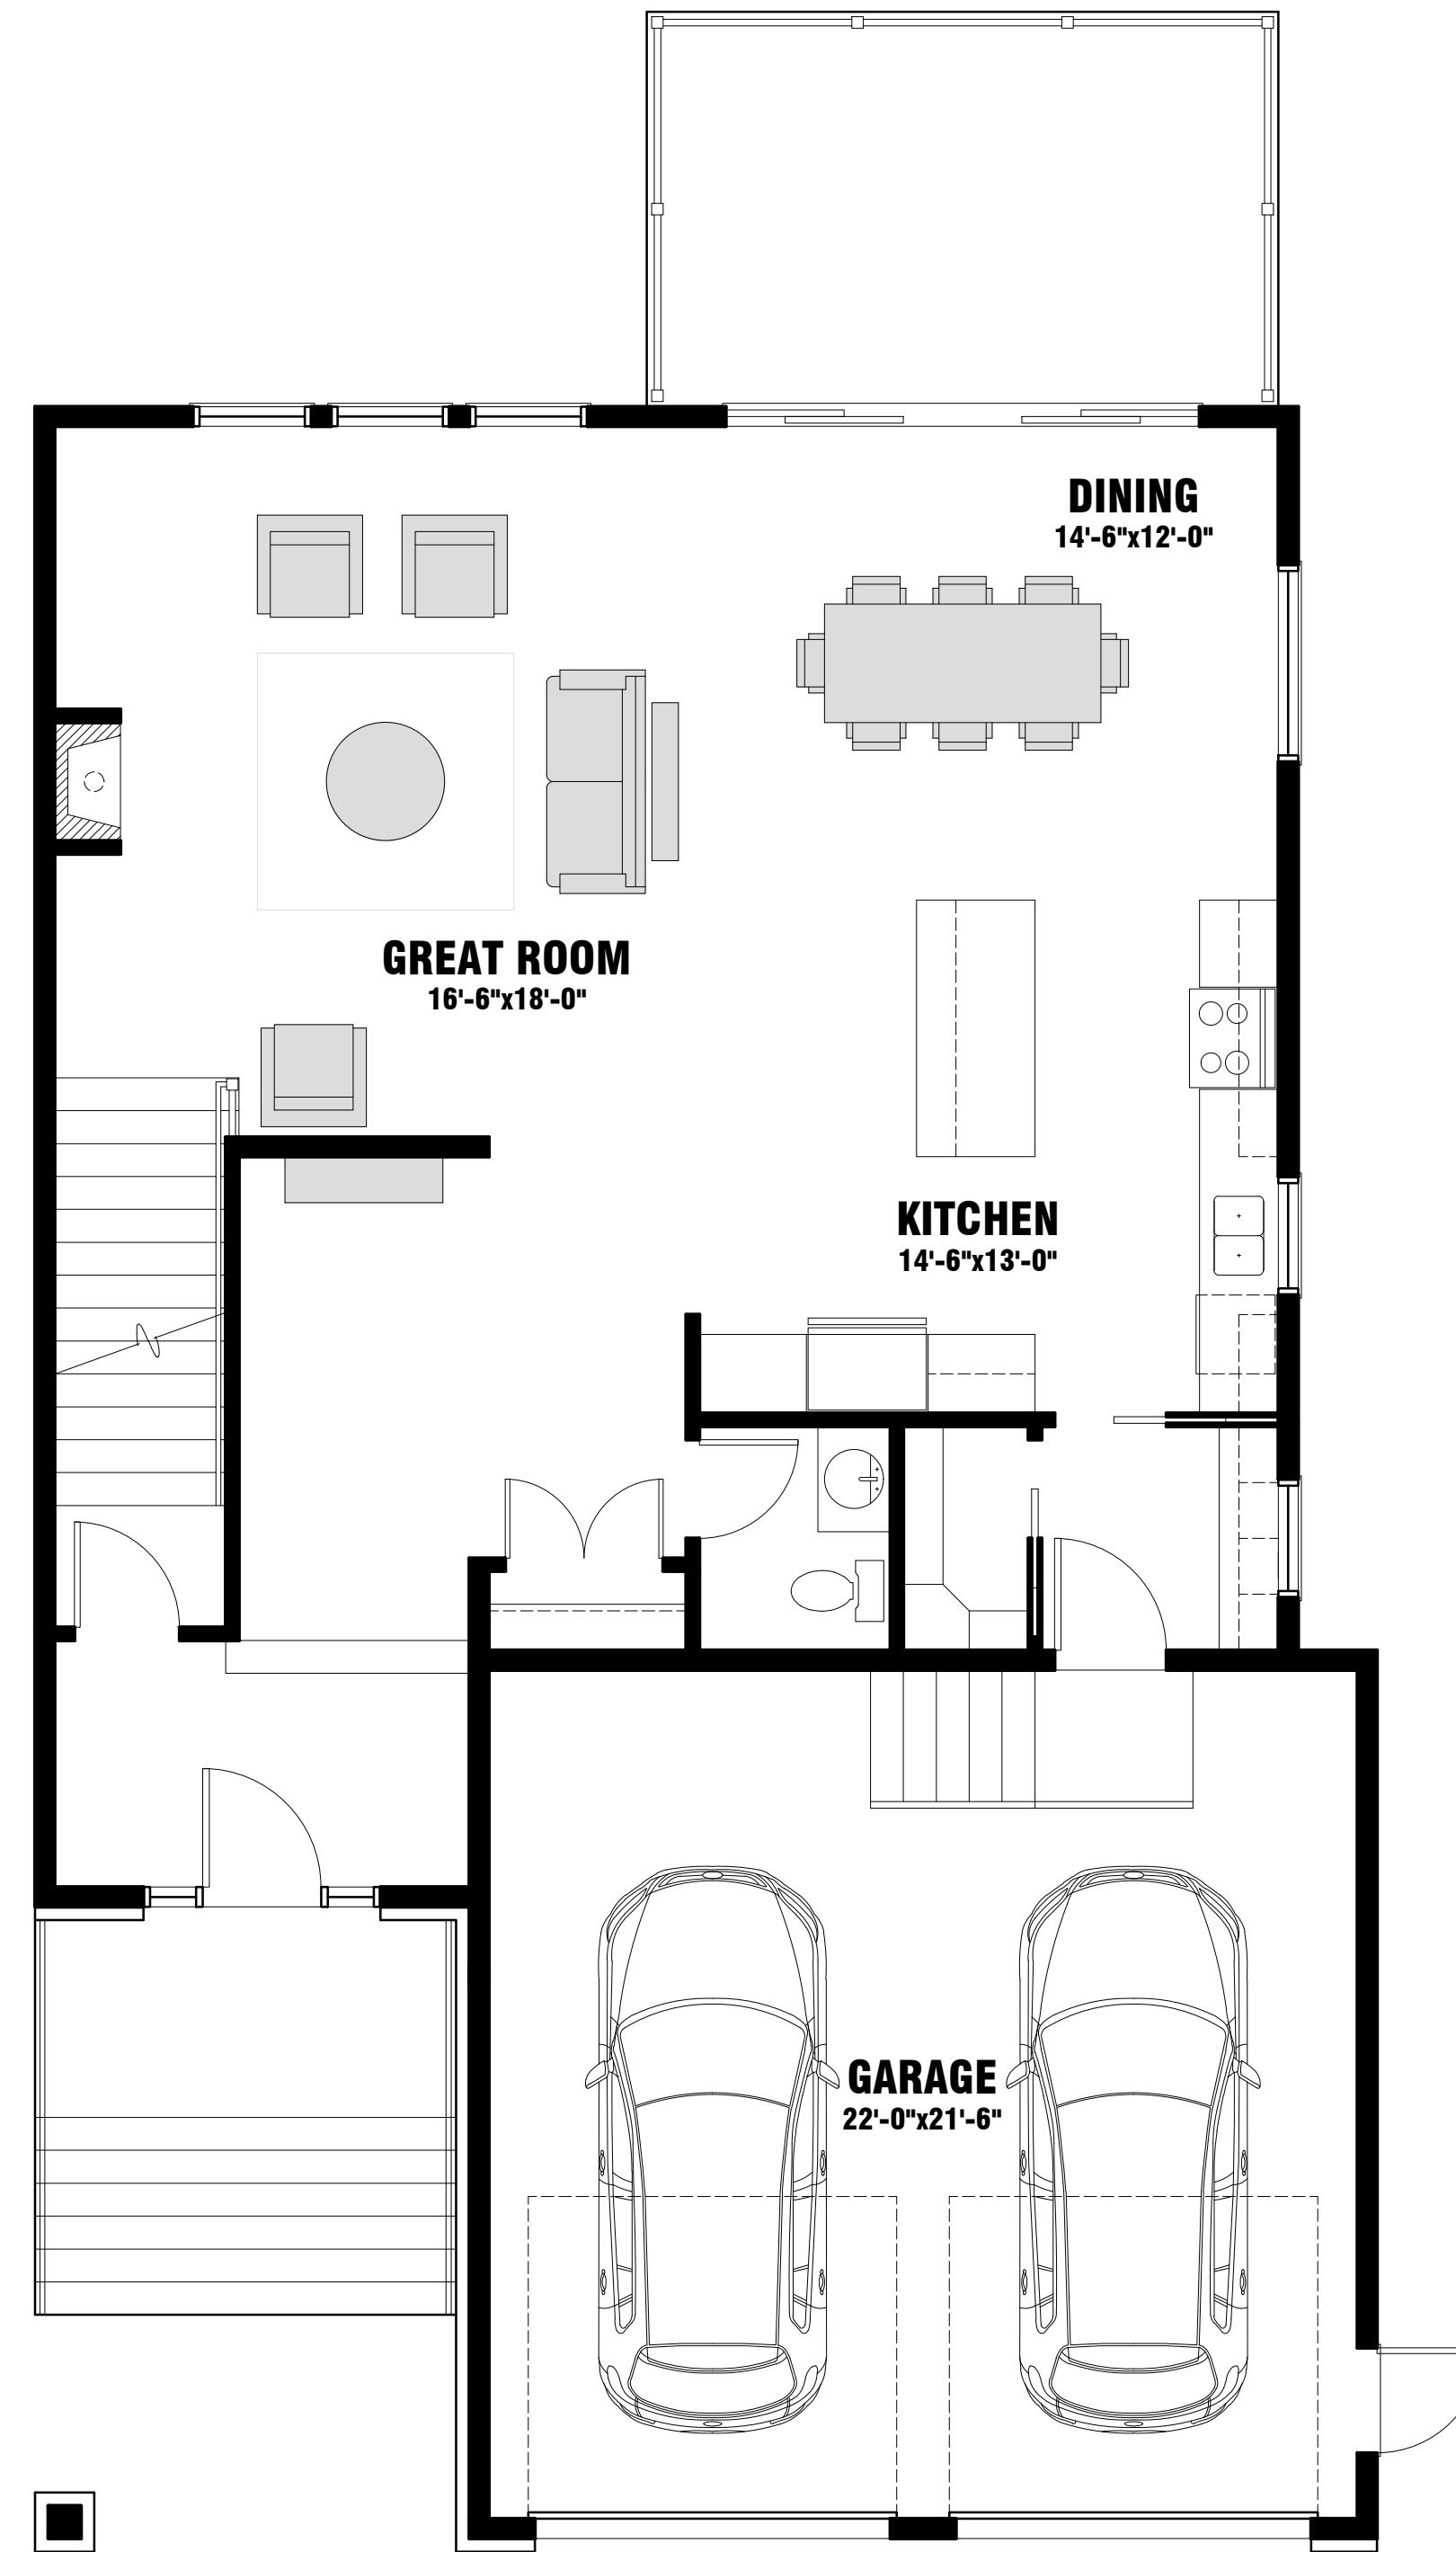 DINING
14'-6"x12'-0"
GREAT ROOM
16'-6"x18'-0"
KITCHEN
14'-6"x13'-0"
GARAGE
22'-0"x21'-6"